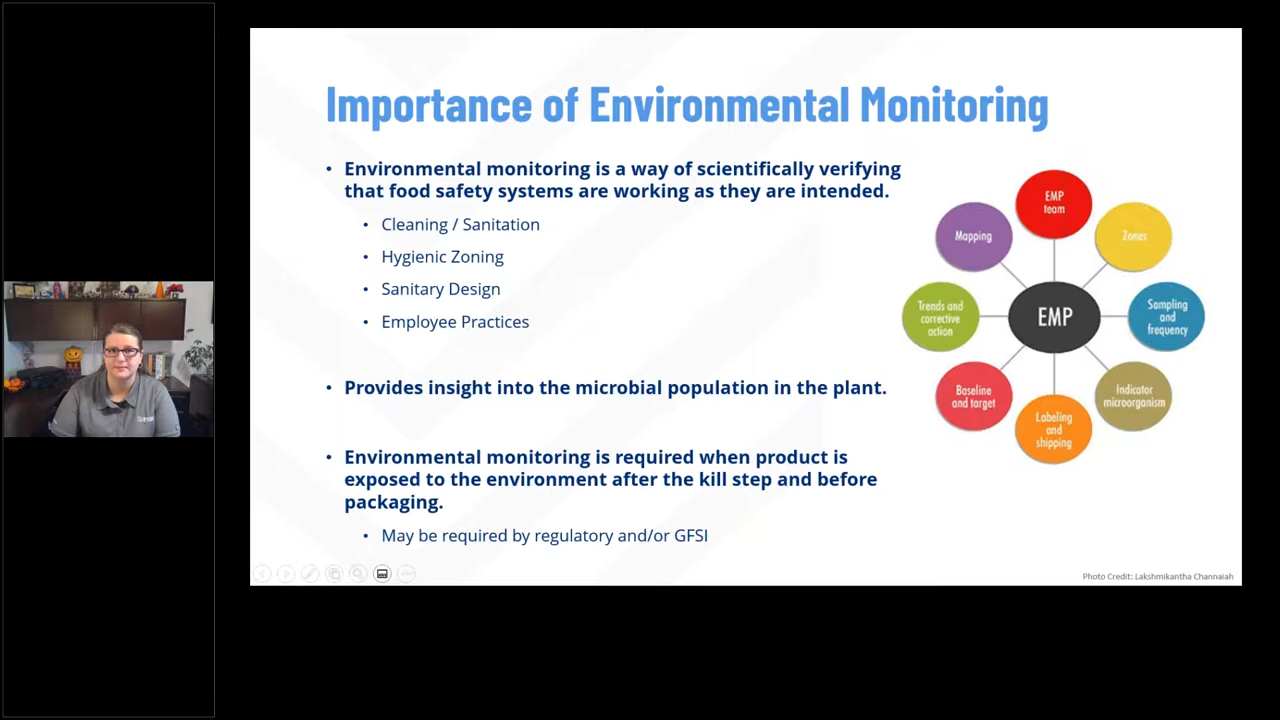 Importance of Environmental Monitoring
• Environmental monitoring is a way of scientifically verifying
that food safety systems are working as they are intended.
• Cleaning / Sanitation
• Hygienic Zoning
• Sanitary Design
• Employee Practices
• Provides insight into the microbial population in the plant.
• Environmental monitoring is required when product is
exposed to the environment after the kill step and before
packaging.
• May be required by regulatory and/or GFSI
EMP
team
Zones
Sampling
and
frequency
Indicator
microorganism
Labeling
and
shipping
Baseline
and target
Trends and
corrective
action
Mapping
EMP
Photo Credit: Lakshmikantha Channaiah